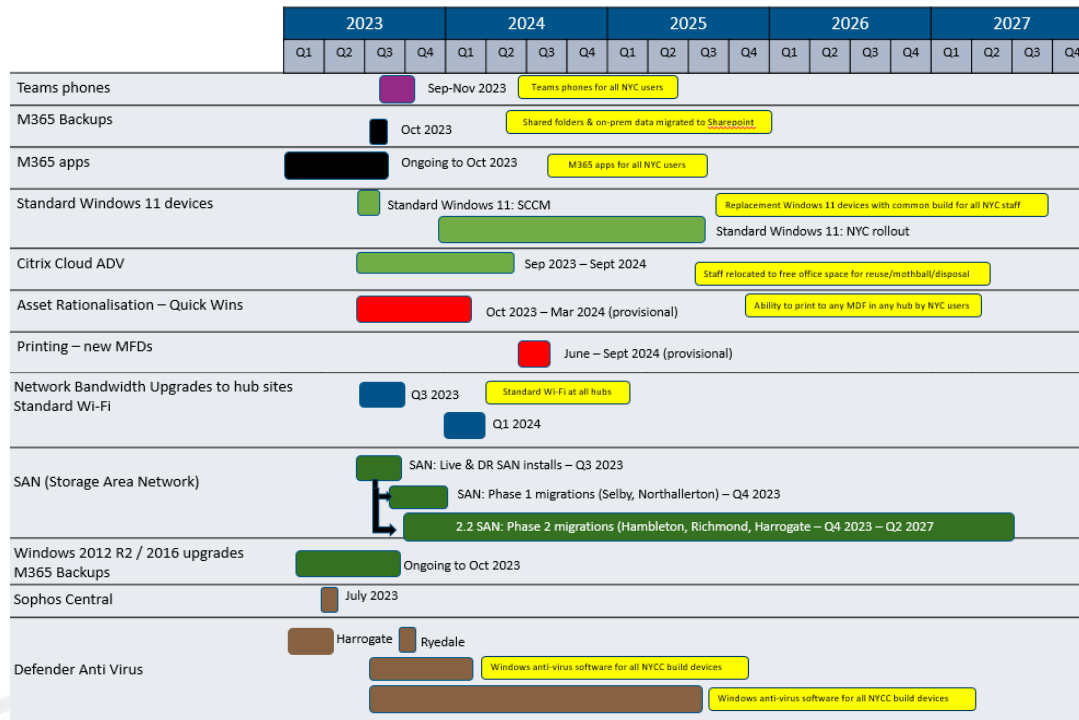 2023 2024 2025 2026 2027
Q1 Q2 Q3 Q4 Q1 Q2 Q3 Q4 Q1 Q2 Q3 Q4 Q1 Q2 Q3 Q4 Q1 Q2 Q3 Q4
Teams phones
Sep-Nov 2023
Teams phones for all NYC users
M365 Backups
Oct 2023
Shared folders & on-prem data migrated to Sharepoint
M365 apps
Ongoing to Oct 2023
M365 apps for all NYC users
Standard Windows 11 devices
Standard Windows 11: SCCM
Replacement Windows 11 devices with common build for all NYC staff
Standard Windows 11: NYC rollout
Citrix Cloud ADV
Sep 2023 – Sept 2024
Staff relocated to free office space for reuse/mothball/disposal
Asset Rationalisation – Quick Wins
Oct 2023 – Mar 2024 (provisional)
Ability to print to any MDF in any hub by NYC users
Printing – new MFDs
June – Sept 2024 (provisional)
Network Bandwidth Upgrades to hub sites
Standard Wi-Fi
Q3 2023
Standard Wi-Fi at all hubs
Q1 2024
SAN (Storage Area Network)
SAN: Live & DR SAN installs – Q3 2023
SAN: Phase 1 migrations (Selby, Northallerton) – Q4 2023
2.2 SAN: Phase 2 migrations (Hambleton, Richmond, Harrogate – Q4 2023 – Q2 2027
Windows 2012 R2 / 2016 upgrades
M365 Backups
Ongoing to Oct 2023
Sophos Central
July 2023
Defender Anti Virus
Harrogate
Ryedale
Windows anti-virus software for all NYCC build devices
Windows anti-virus software for all NYCC build devices